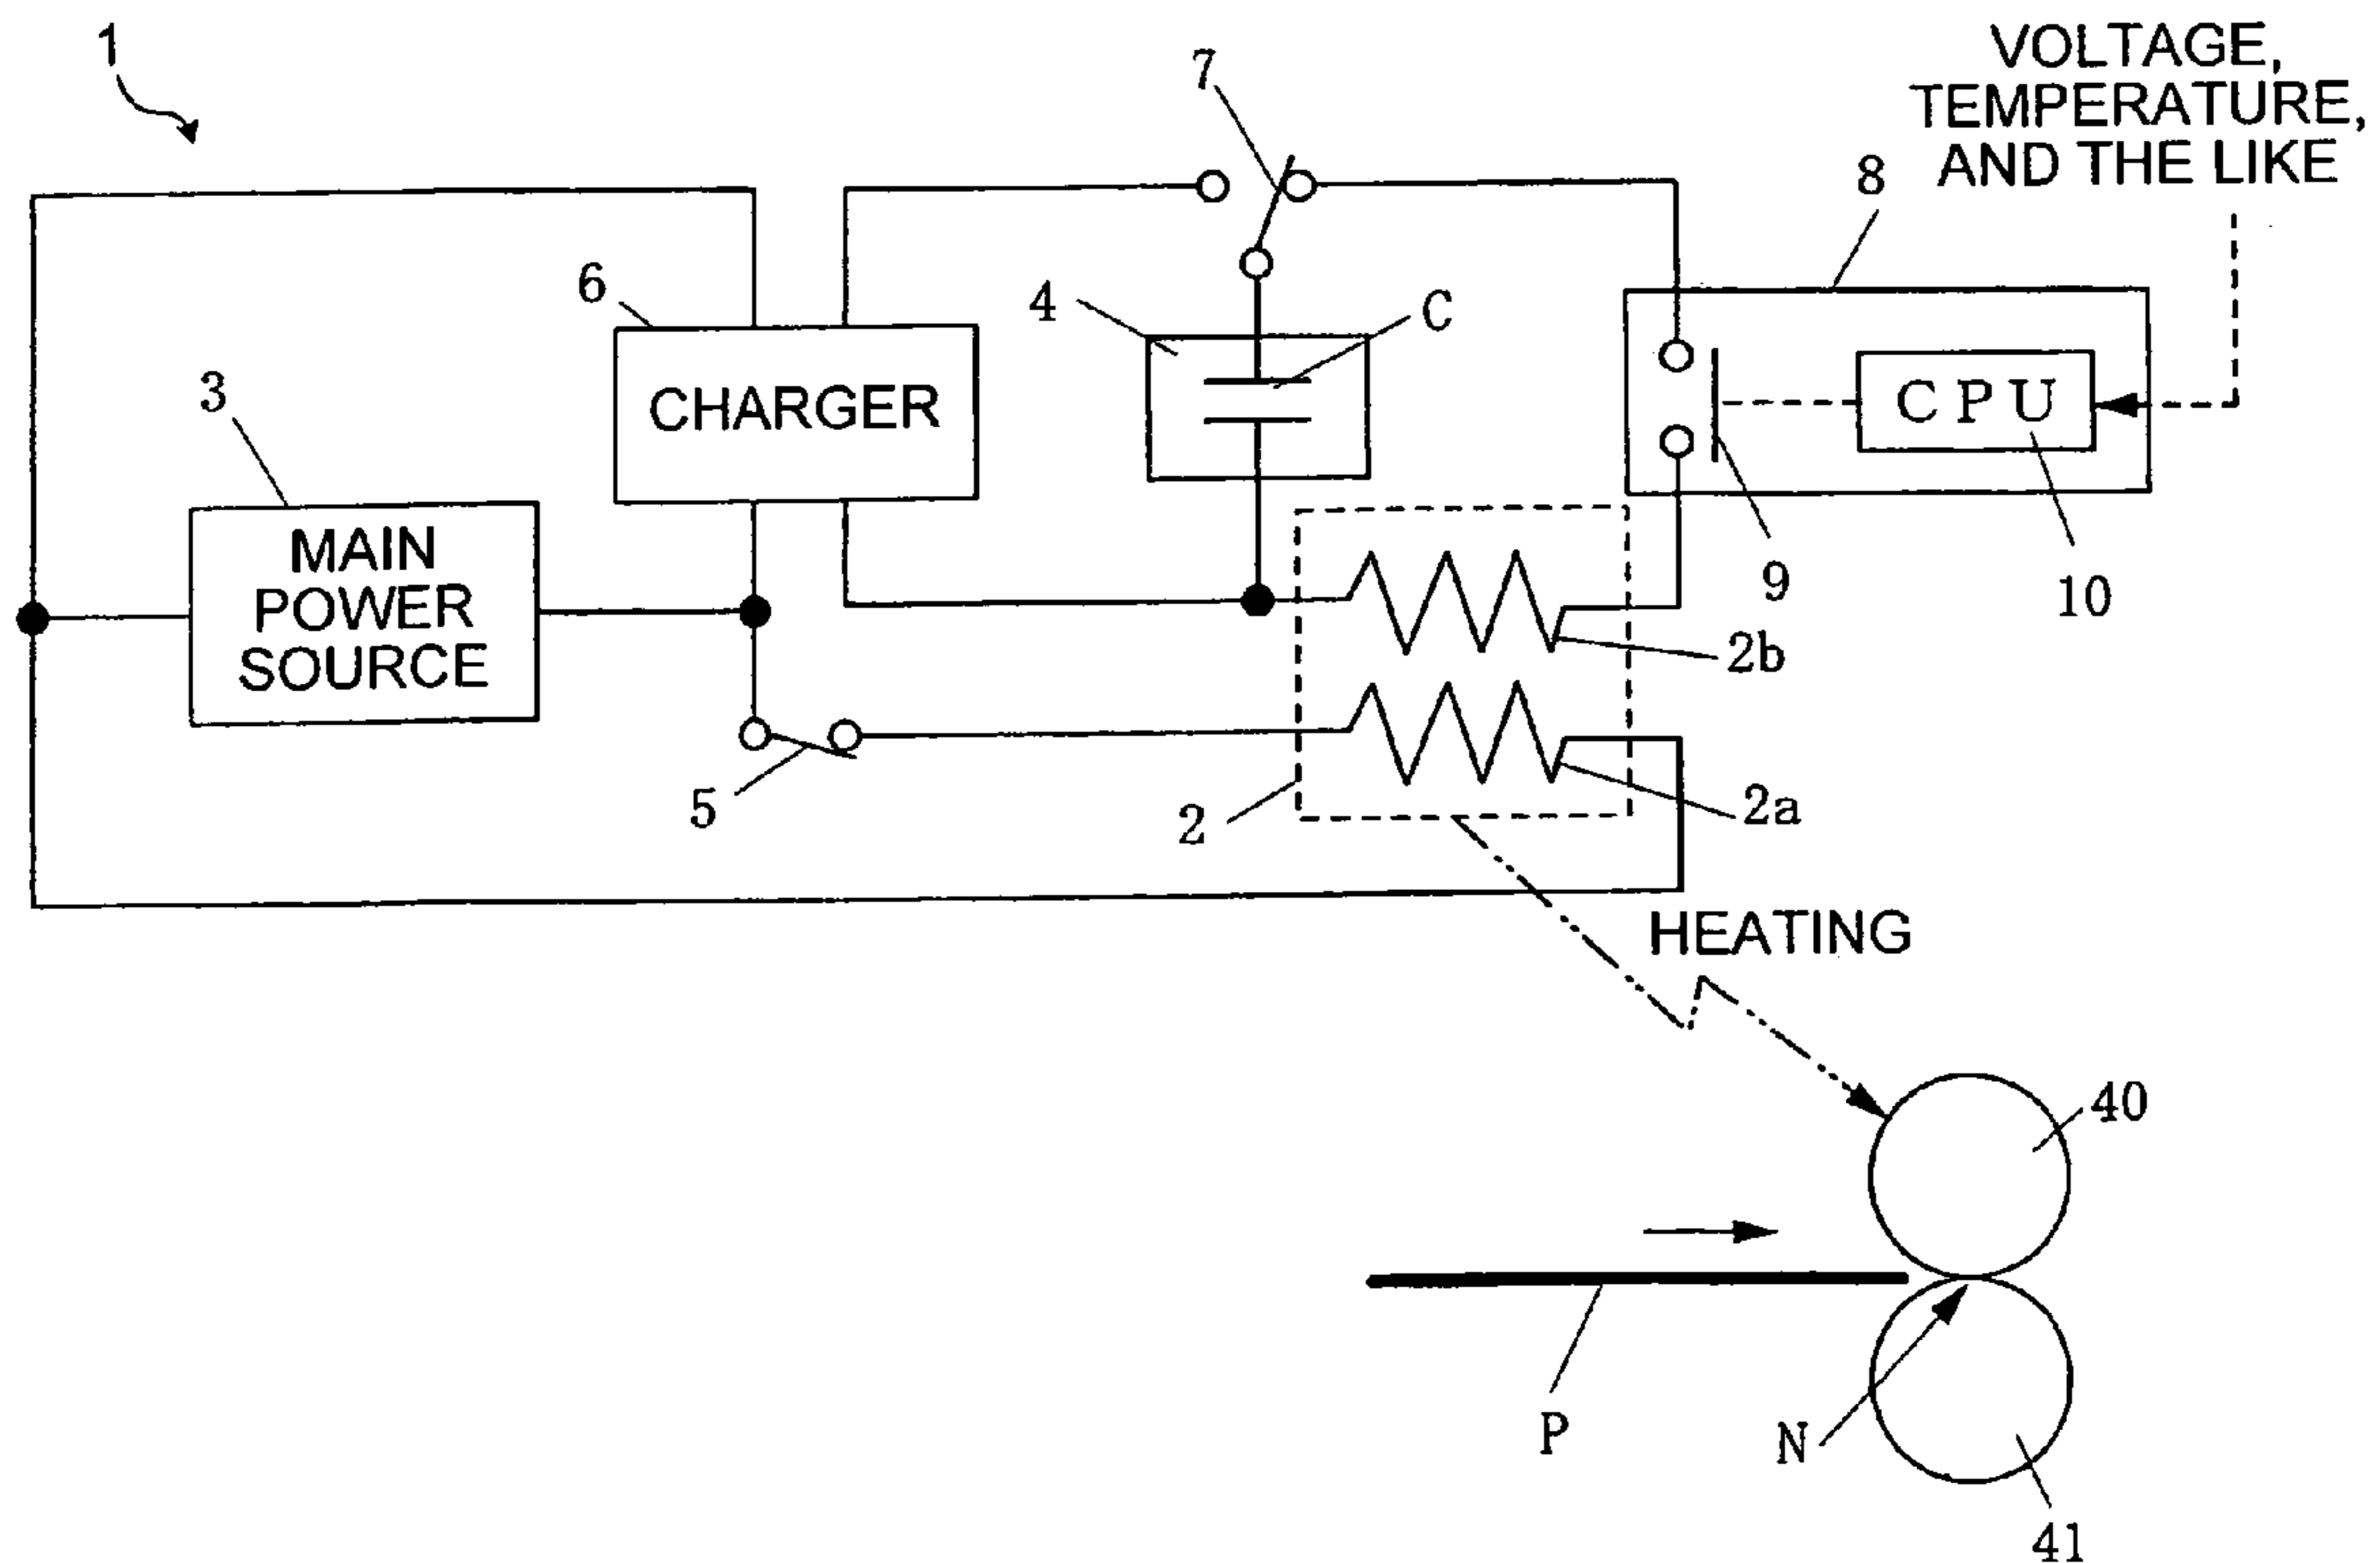 1
7
VOLTAGE,
TEMPERATURE,
AND THE LIKE
8
6
4
C
3
CHARGER
CPU
MAIN
POWER
SOURCE
9
10
2b
5
2
2a
HEATING
40
P
N
41